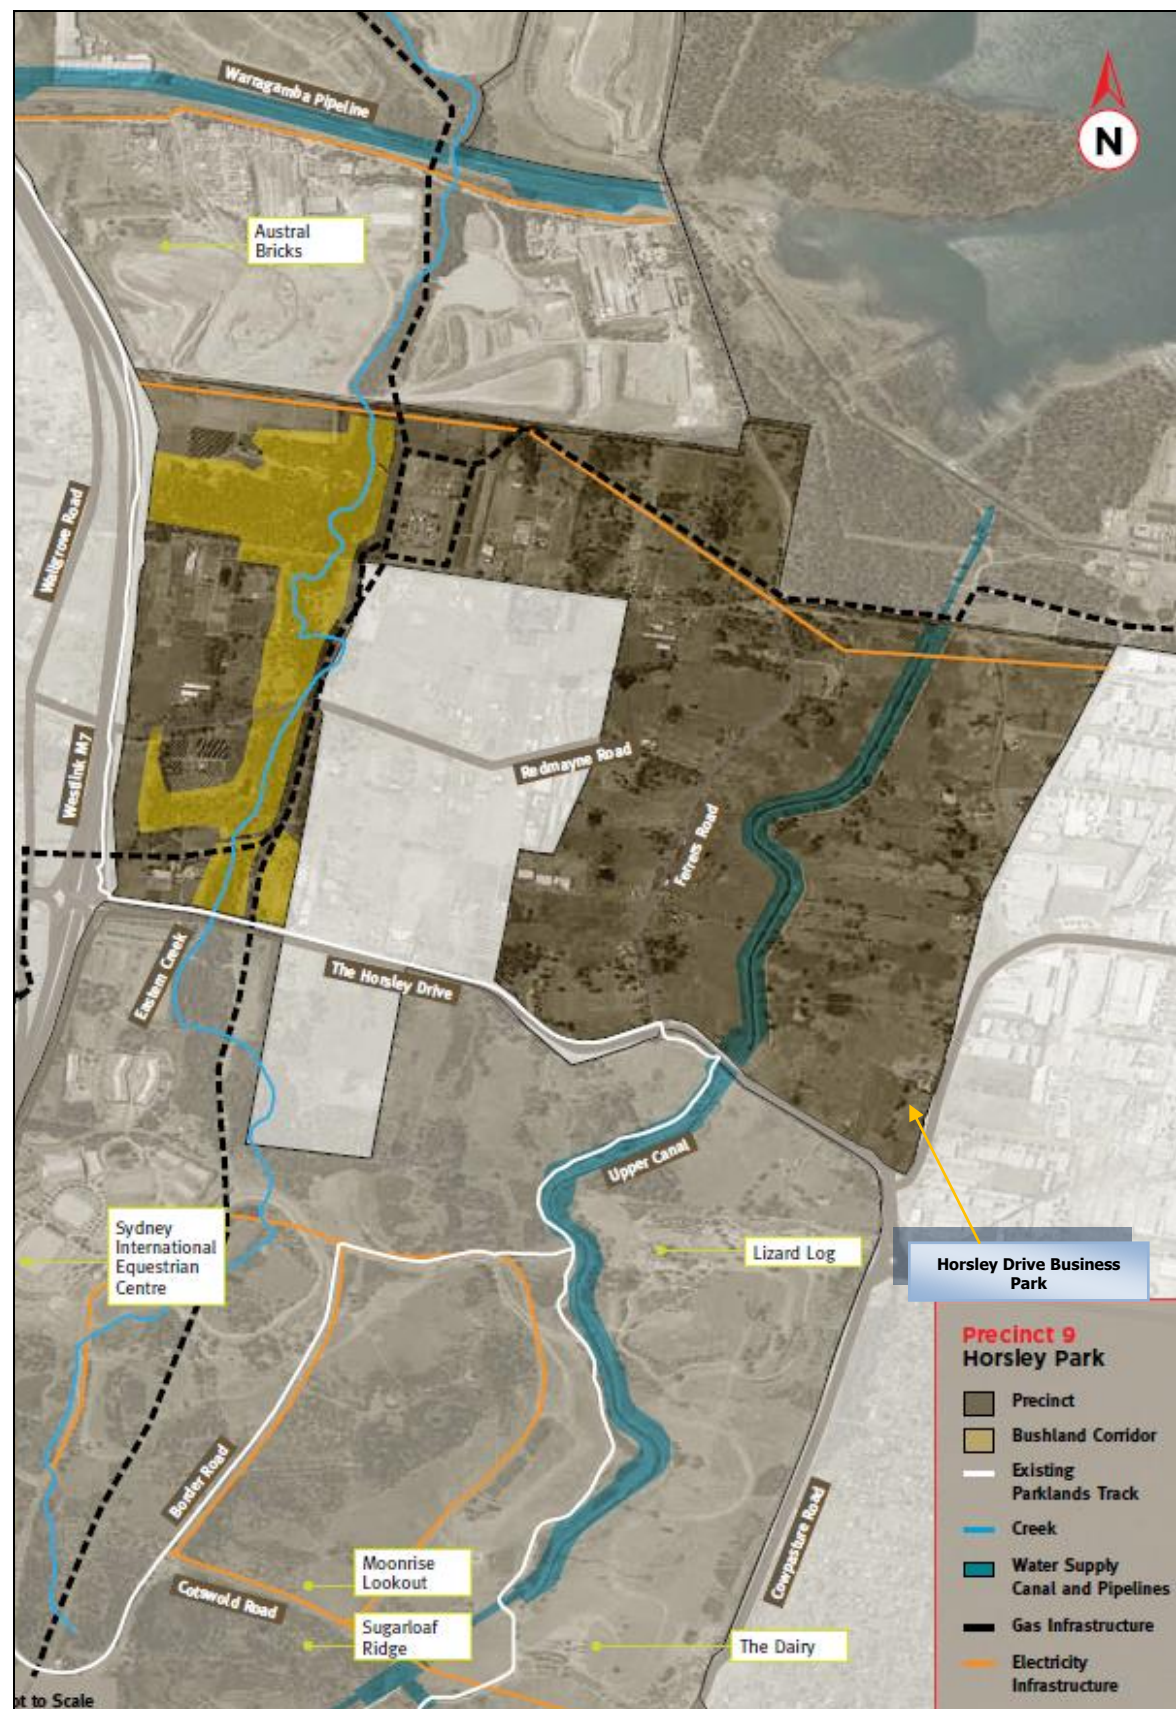 Warragamba Pipeline
N
Austral
Bricks
Wallgrove Road
Westlink M7
Redmayne Road
Ferrers Road
Eastern Creek
The Horsley Drive
Upper Canal
Sydney
International
Equestrian
Centre
Lizard Log
Horsley Drive Business
Park
Precinct 9
Horsley Park
Precinct
Bushland Corridor
Existing
Parklands Track
Creek
Water Supply
Canal and Pipelines
Gas Infrastructure
Electricity
Infrastructure
Border Road
Cowpasture Road
Moonrise
Lookout
Cotswold Road
Sugarloaf
Ridge
The Dairy
ot to Scale